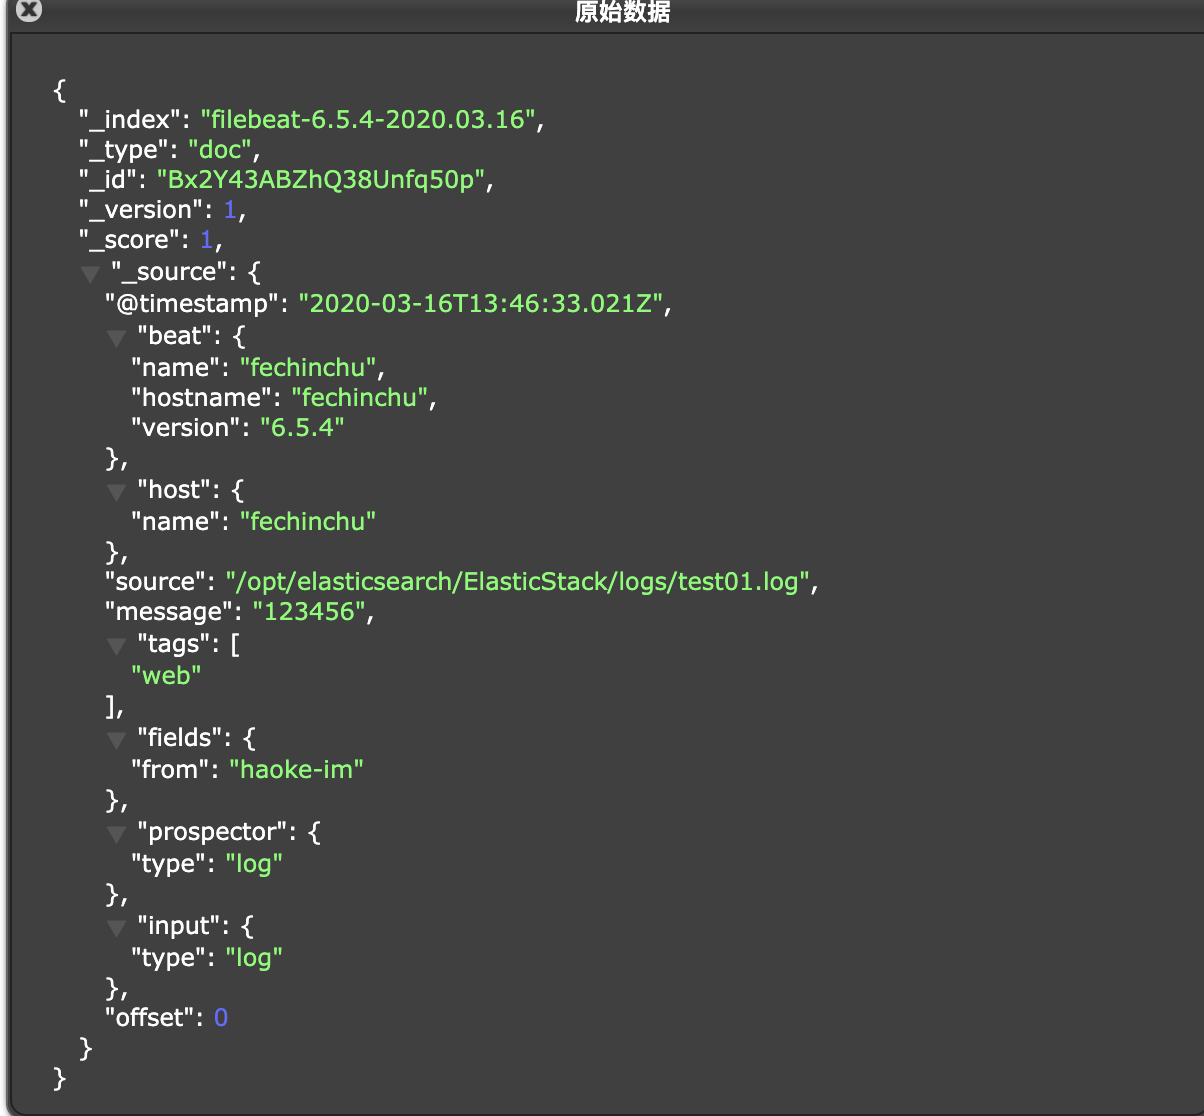 原始数据
{
"_index": "filebeat-6.5.4-2020.03.16",
"_type": "doc",
"_id": "Bx2Y43ABZhQ38Unfq50p",
"_version": 1,
"_score": 1,
"_source": {
"@timestamp": "2020-03-16T13:46:33.021Z",
"beat": {
"name": "fechinchu",
"hostname": "fechinchu",
"version": "6.5.4"
},
"host": {
"name": "fechinchu"
},
"source": "/opt/elasticsearch/ElasticStack/logs/test01.log",
"message": "123456",
"tags": [
"web"
],
"fields": {
"from": "haoke-im"
},
"prospector": {
"type": "log"
},
"input": {
"type": "log"
},
"offset": 0
}
}